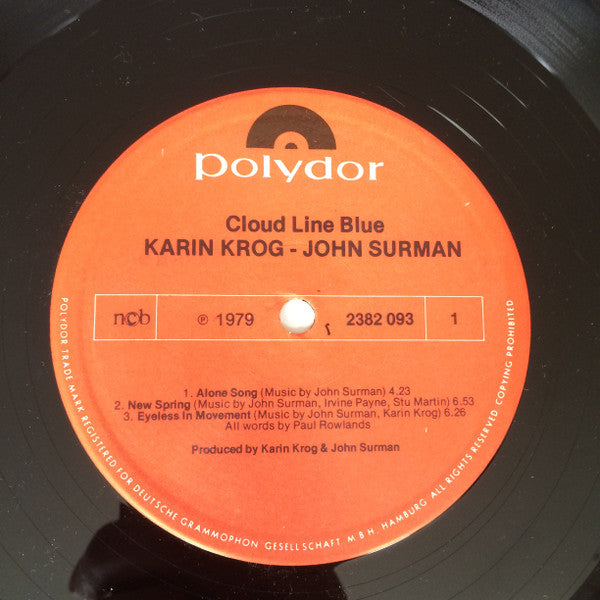 polydor
Cloud Line Blue
KARIN KROG - JOHN SURMAN
ncb ℗ 1979 2382 093 1
1. Alone Song (Music by John Surman) 4.23
2. New Spring (Music by John Surman, Irvine Payne, Stu Martin) 6.53
3. Eyeless In Movement (Music by John Surman, Karin Krog) 6.26
All words by Paul Rowlands
Produced by Karin Krog & John Surman
POLYDOR TRADE MARK REGISTERED FOR DEUTSCHE GRAMMOPHON GESELLSCHAFT M B H. HAMBURG ALL RIGHTS RESERVED COPYING PROHIBITED